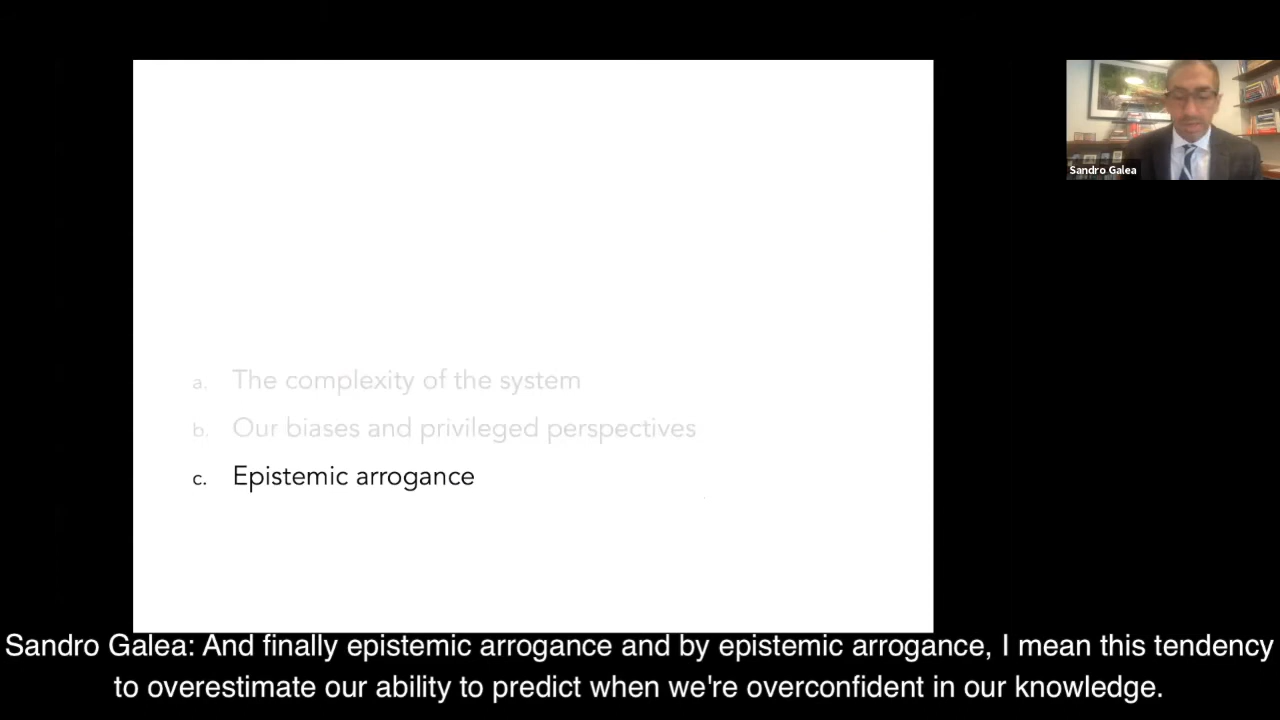 Sandro Galea
a. The complexity of the system
b. Our biases and privileged perspectives
c. Epistemic arrogance
Sandro Galea: And finally epistemic arrogance and by epistemic arrogance, I mean this tendency
to overestimate our ability to predict when we're overconfident in our knowledge.